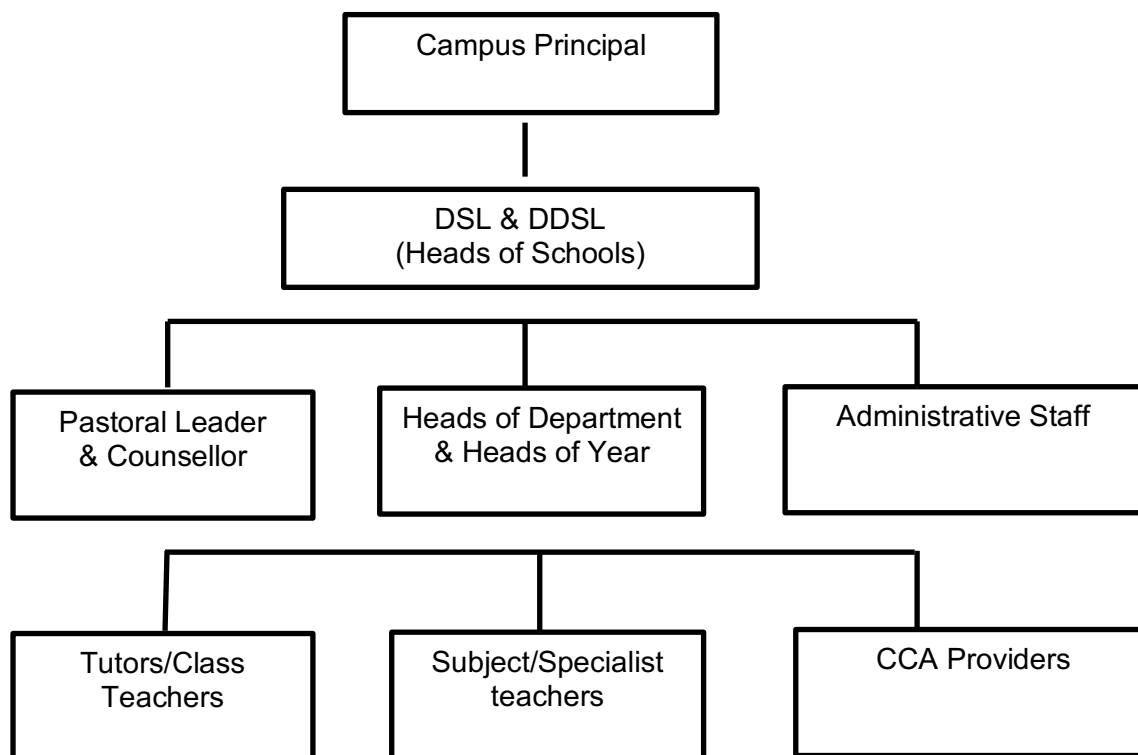 Campus Principal
DSL & DDSL
(Heads of Schools)
Pastoral Leader
& Counsellor
Heads of Department
& Heads of Year
Administrative Staff
Tutors/Class
Teachers
Subject/Specialist
teachers
CCA Providers